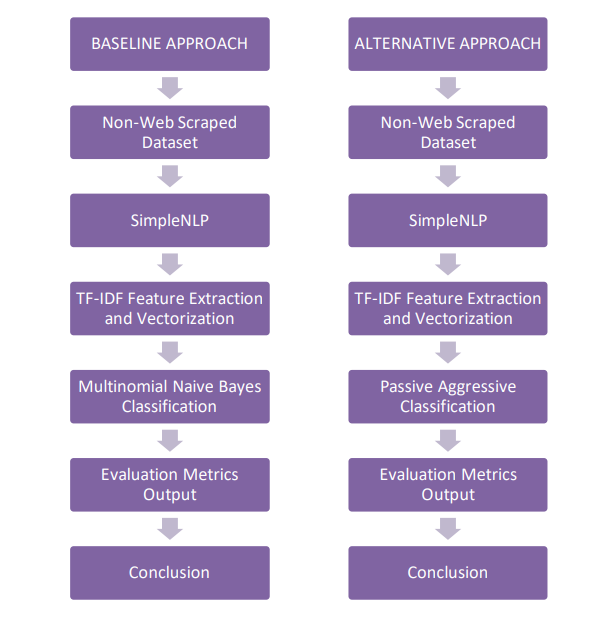 BASELINE APPROACH
Non-Web Scraped
Dataset
SimpleNLP
TF-IDF Feature Extraction
and Vectorization
Multinomial Naive Bayes
Classification
Evaluation Metrics
Output
Conclusion
ALTERNATIVE APPROACH
Non-Web Scraped
Dataset
SimpleNLP
TF-IDF Feature Extraction
and Vectorization
Passive Aggressive
Classification
Evaluation Metrics
Output
Conclusion